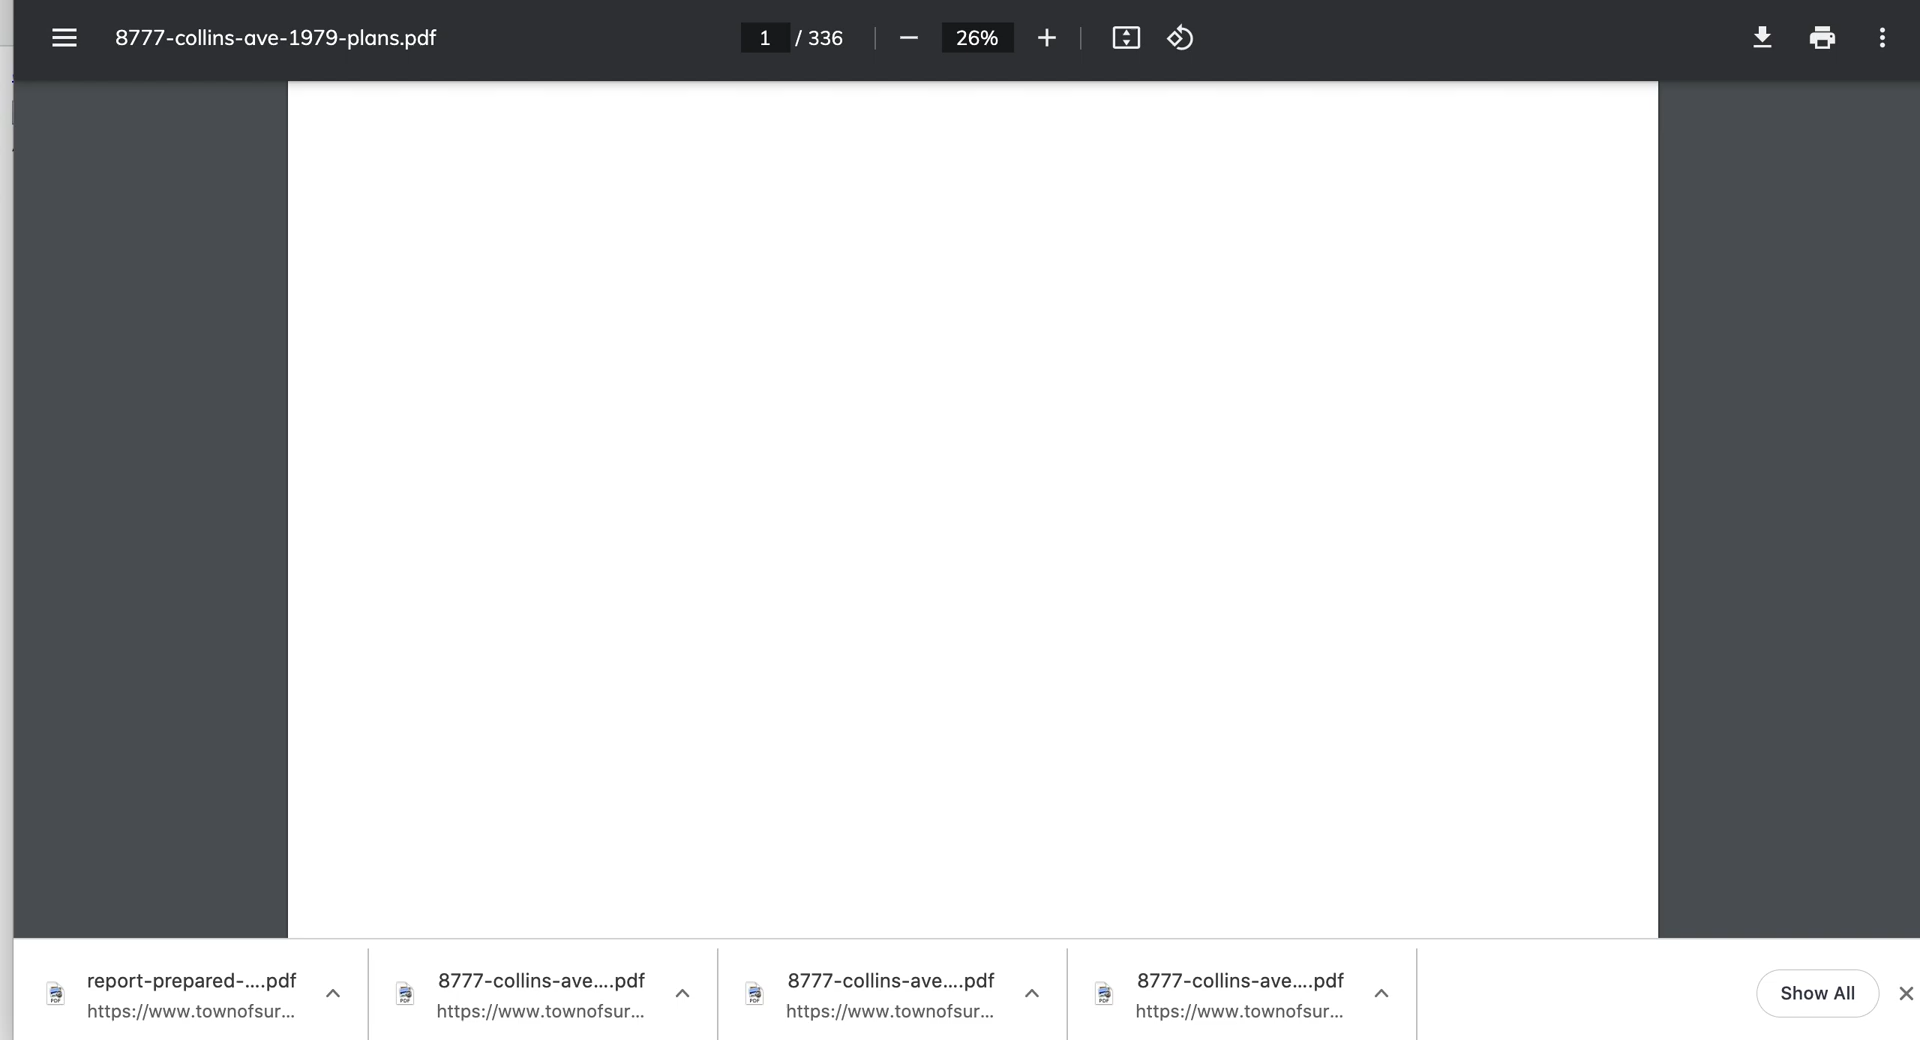 8777-collins-ave-1979-plans.pdf
1 / 336
26%
report-prepared-....pdf
https://www.townofsur...
8777-collins-ave....pdf
https://www.townofsur...
8777-collins-ave....pdf
https://www.townofsur...
8777-collins-ave....pdf
https://www.townofsur...
Show All